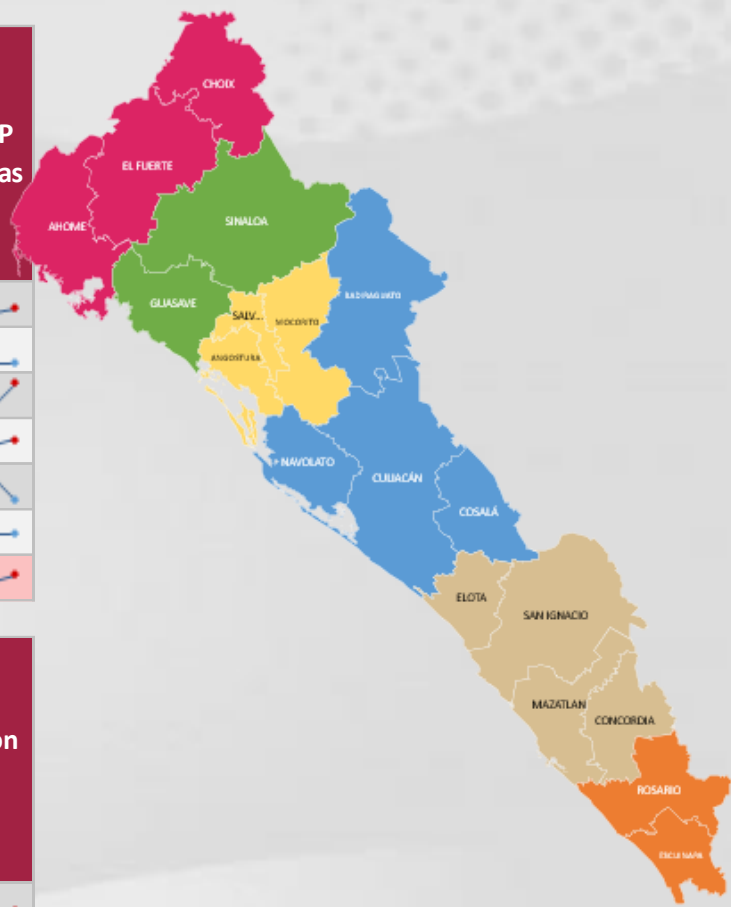 P
as
ón
CHOIX
EL FUERTE
AHOME
SINALOA
GUASAVE
SALV...
MOCORITO
ANGOSTURA
BADIRAGUATO
NAVOLATO
CULIACÁN
COSALÁ
ELOTA
SAN IGNACIO
MAZATLAN
CONCORDIA
ROSARIO
ESCUINAPA